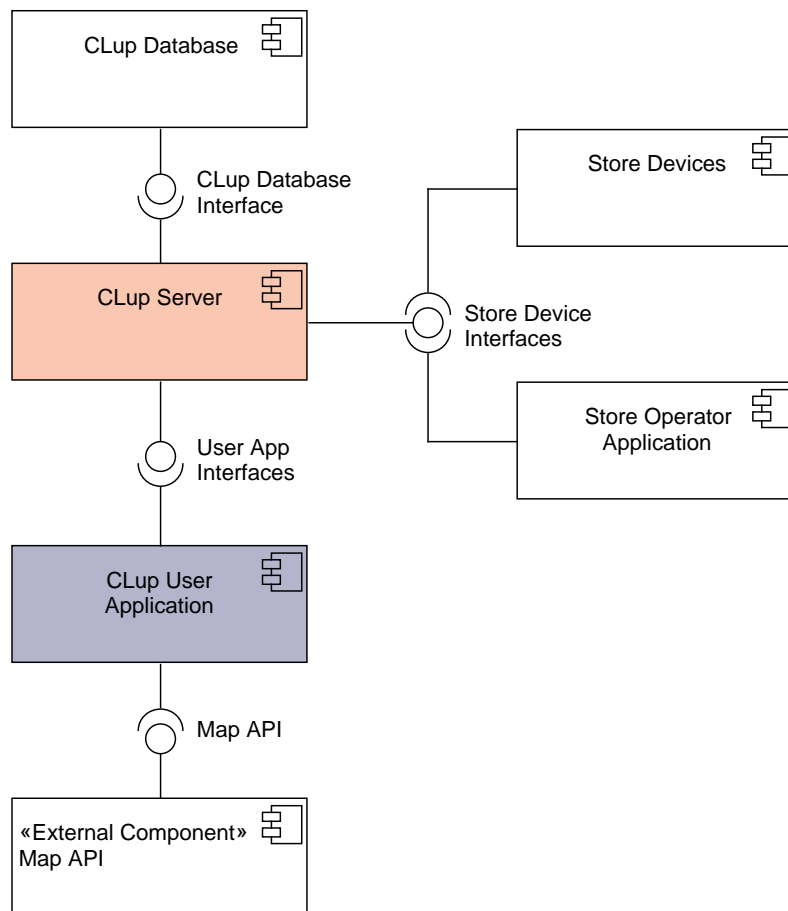 CLup Database
CLup Database
Interface
Store Devices
CLup Server
Store Device
Interfaces
User App
Interfaces
Store Operator
Application
CLup User
Application
Map API
«External Component»
Map API